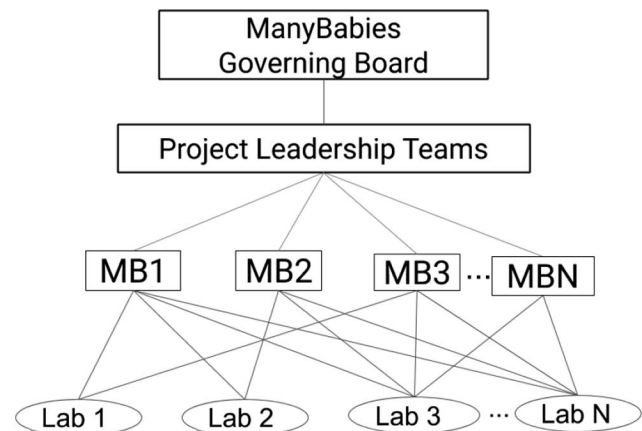 ManyBabies
Governing Board
Project Leadership Teams
MB1 MB2 MB3 ... MBN
Lab 1 Lab 2 Lab 3 ... Lab N